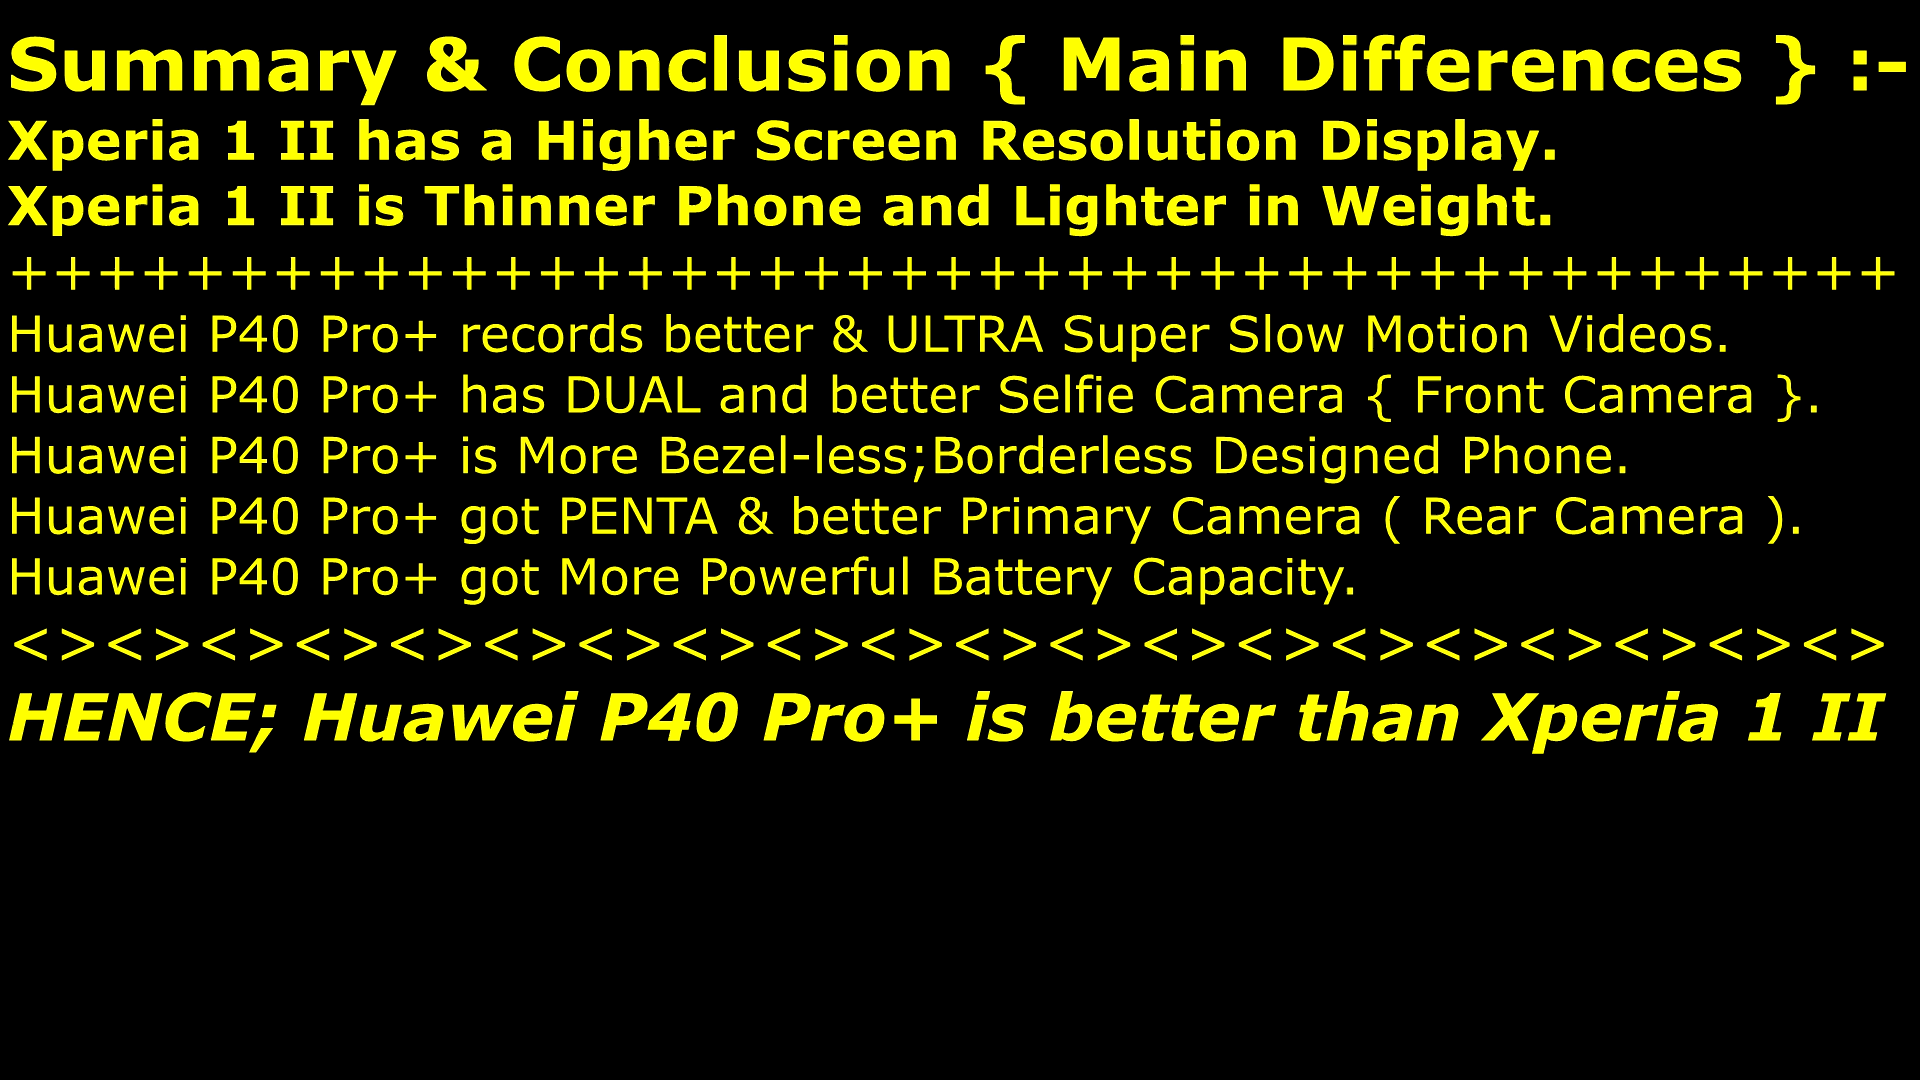 Summary & Conclusion { Main Differences } :-
Xperia 1 II has a Higher Screen Resolution Display.
Xperia 1 II is Thinner Phone and Lighter in Weight.
+++++++++++++++++++++++++++++++++++++++++++
Huawei P40 Pro+ records better & ULTRA Super Slow Motion Videos.
Huawei P40 Pro+ has DUAL and better Selfie Camera { Front Camera }.
Huawei P40 Pro+ is More Bezel-less;Borderless Designed Phone.
Huawei P40 Pro+ got PENTA & better Primary Camera ( Rear Camera ).
Huawei P40 Pro+ got More Powerful Battery Capacity.
<><><><><><><><><><><><><><><><><><><><>
HENCE; Huawei P40 Pro+ is better than Xperia 1 II